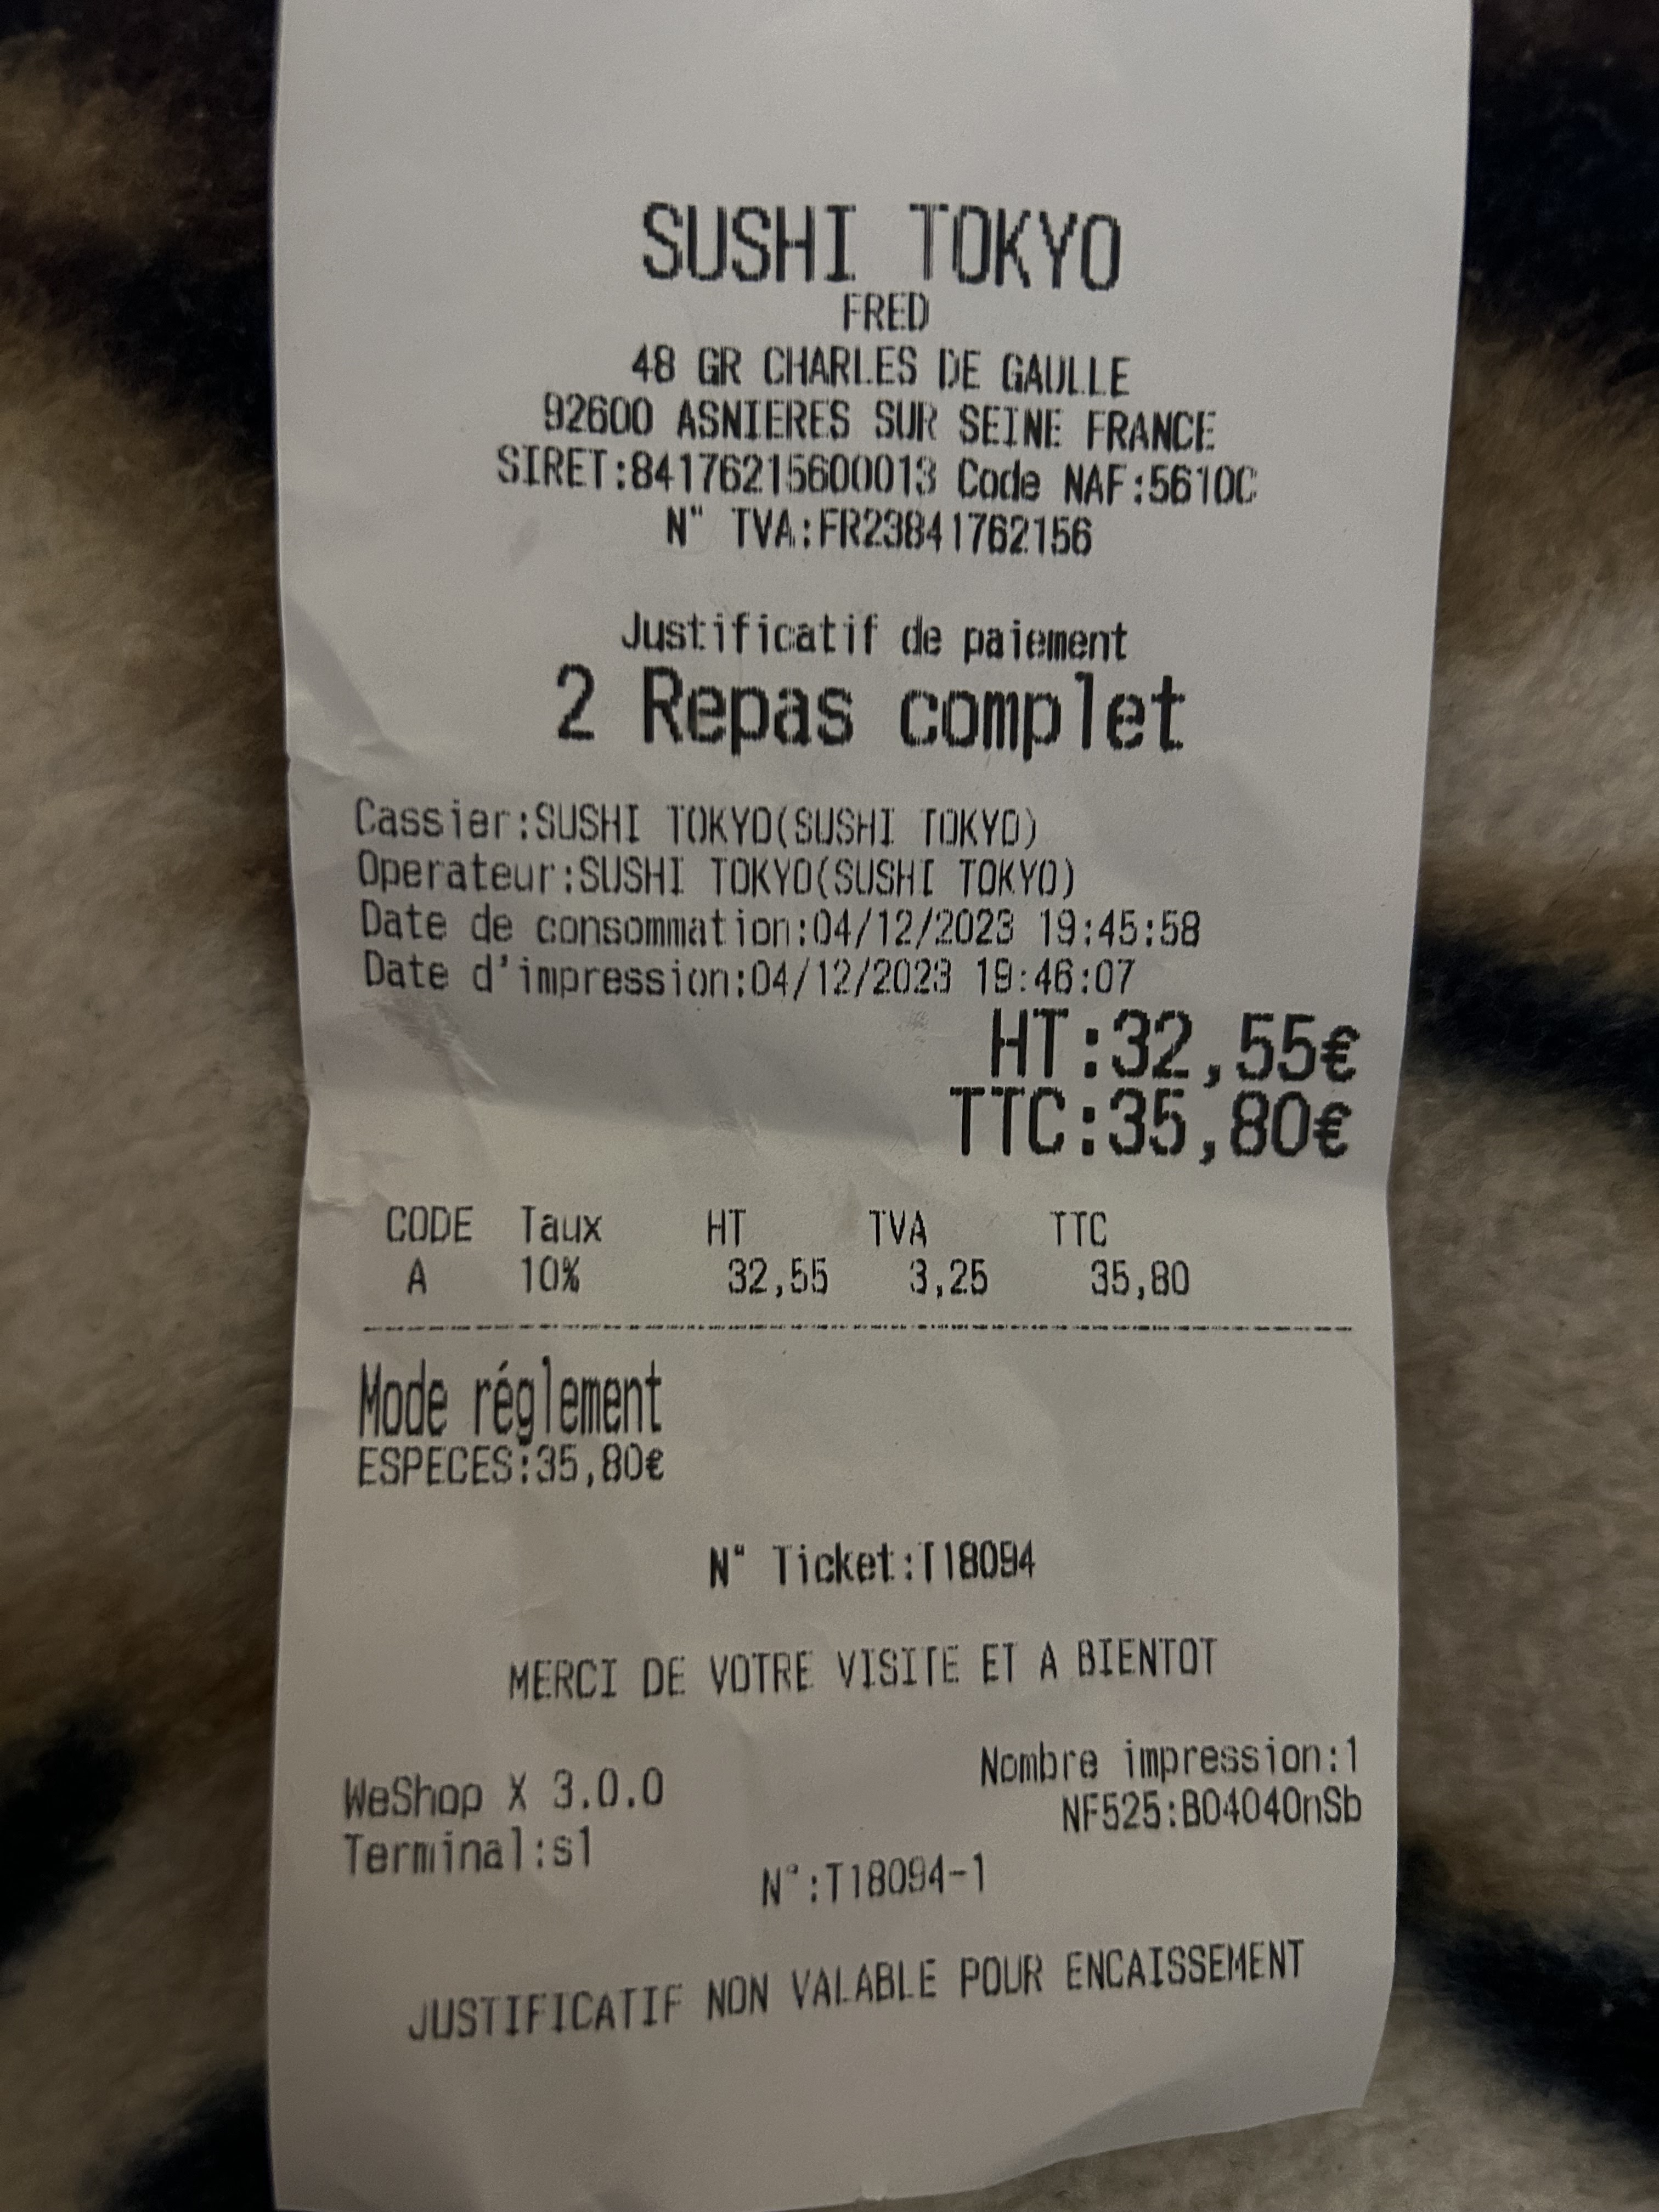 SUSHI TOKYO
FRED
48 GR CHARLES DE GAULLE
92600 ASNIERES SUR SEINE FRANCE
SIRET:84176215600013 Code NAF:5610C
N° TVA:FR23841762156
Justificatif de paiement
2 Repas complet
Cassier:SUSHI TOKYO(SUSHI TOKYO)
Operateur:SUSHI TOKYO(SUSHI TOKYO)
Date de consommation:04/12/2023 19:45:58
Date d'impression:04/12/2023 19:46:07
HT:32,55€
TTC:35,80€
CODE Taux HT TVA TTC
A 10% 32,55 3,25 35,80
Mode réglement
ESPECES:35,80€
N° Ticket:T18094
MERCI DE VOTRE VISITE ET A BIENTOT
Nombre impression:1
WeShop X 3.0.0 NF525:B04040nSb
Terminal:s1
N°:T18094-1
JUSTIFICATIF NON VALABLE POUR ENCAISSEMENT